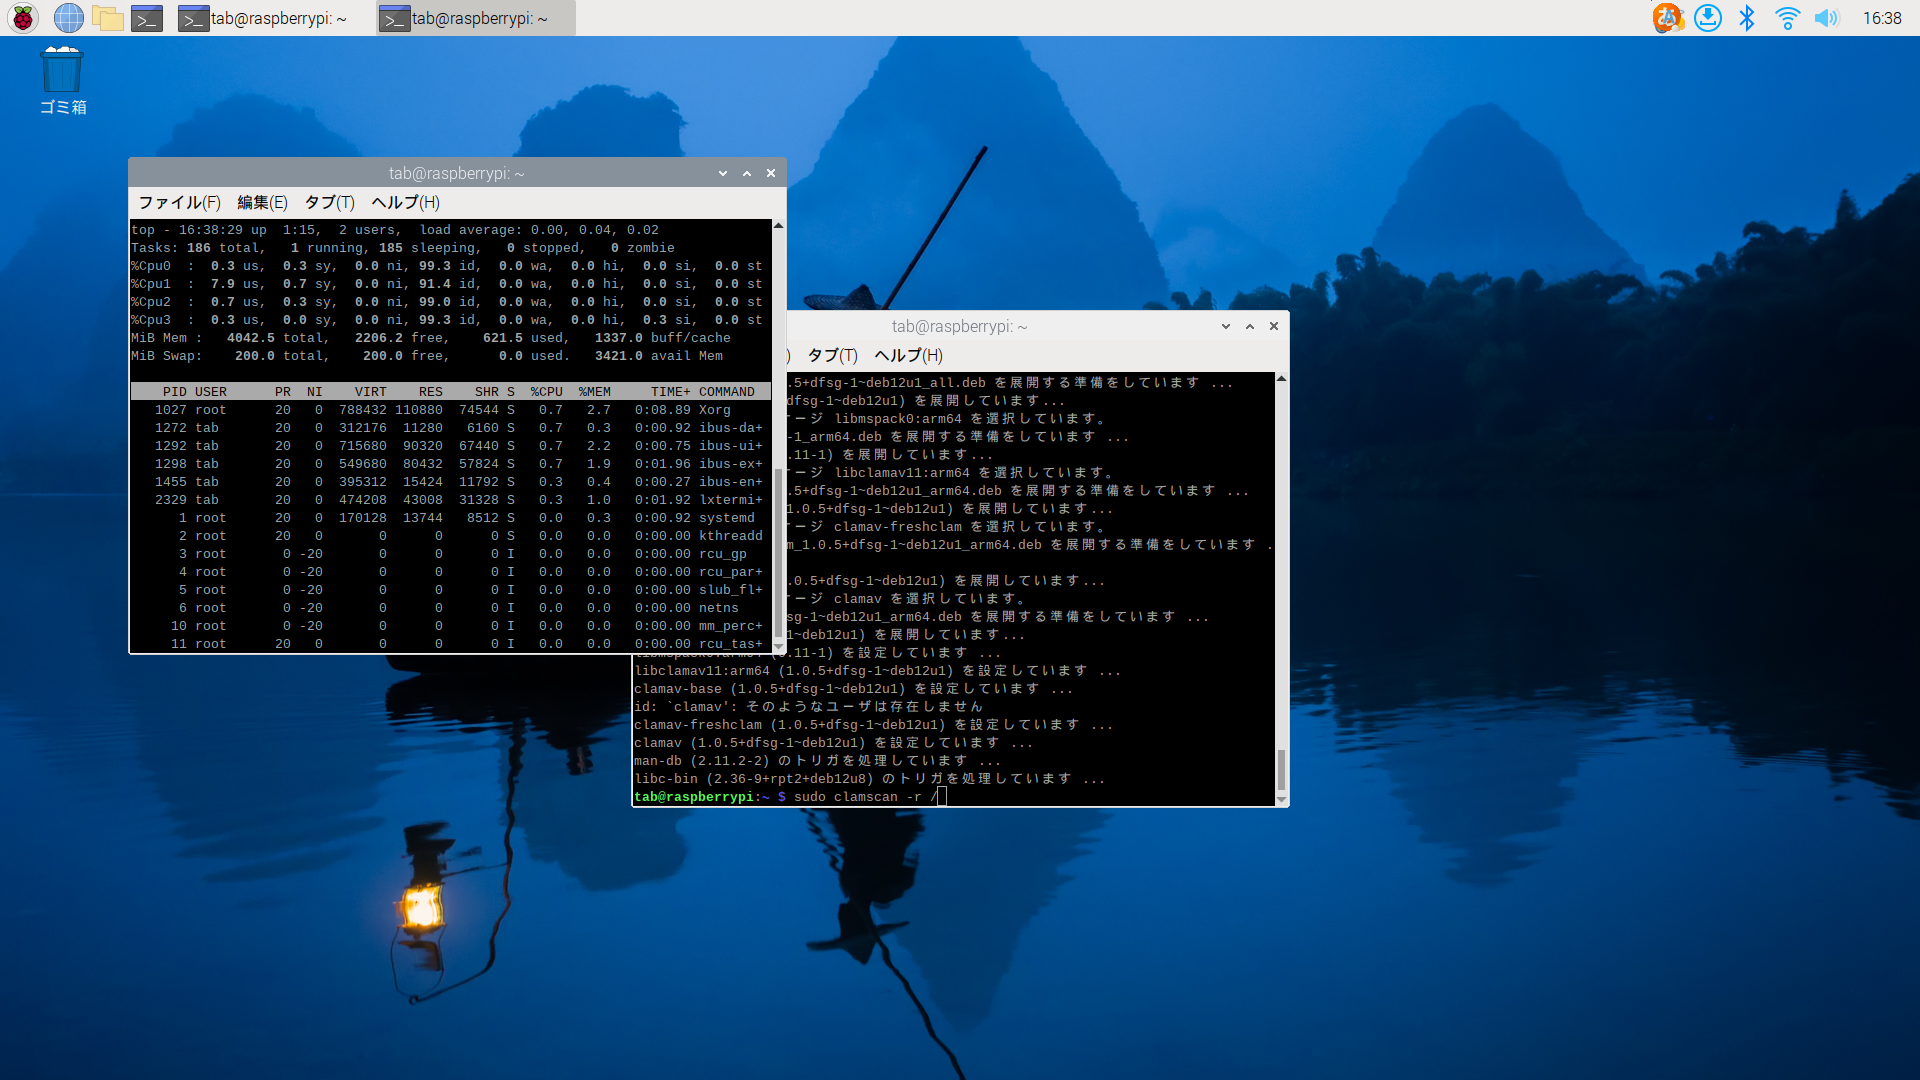 tab@raspberrypi: ~
tab@raspberrypi: ~
16:38
ゴミ箱
tab@raspberrypi: ~
ファイル(F) 編集(E) タブ(T) ヘルプ(H)
top - 16:38:29 up  1:15,  2 users,  load average: 0.00, 0.04, 0.02
Tasks: 186 total,   1 running, 185 sleeping,   0 stopped,   0 zombie
%Cpu0  :  0.3 us,  0.3 sy,  0.0 ni, 99.3 id,  0.0 wa,  0.0 hi,  0.0 si,  0.0 st
%Cpu1  :  7.9 us,  0.7 sy,  0.0 ni, 91.4 id,  0.0 wa,  0.0 hi,  0.0 si,  0.0 st
%Cpu2  :  0.7 us,  0.3 sy,  0.0 ni, 99.0 id,  0.0 wa,  0.0 hi,  0.0 si,  0.0 st
%Cpu3  :  0.3 us,  0.0 sy,  0.0 ni, 99.3 id,  0.0 wa,  0.0 hi,  0.3 si,  0.0 st
MiB Mem :   4042.5 total,   2206.2 free,    621.5 used,   1337.0 buff/cache
MiB Swap:    200.0 total,    200.0 free,      0.0 used.   3421.0 avail Mem
PID USER      PR  NI    VIRT    RES    SHR S  %CPU  %MEM     TIME+ COMMAND
1027 root      20   0  788432 110880  74544 S   0.7   2.7   0:08.89 Xorg
1272 tab       20   0  312176  11280   6160 S   0.7   0.3   0:00.92 ibus-da+
1292 tab       20   0  715680  90320  67440 S   0.7   2.2   0:00.75 ibus-ui+
1298 tab       20   0  549680  80432  57824 S   0.7   1.9   0:01.96 ibus-ex+
1455 tab       20   0  395312  15424  11792 S   0.3   0.4   0:00.27 ibus-en+
2329 tab       20   0  474208  43008  31328 S   0.3   1.0   0:01.92 lxtermi+
1 root      20   0  170128  13744   8512 S   0.0   0.3   0:00.92 systemd
2 root      20   0       0      0      0 S   0.0   0.0   0:00.00 kthreadd
3 root       0 -20       0      0      0 I   0.0   0.0   0:00.00 rcu_gp
4 root       0 -20       0      0      0 I   0.0   0.0   0:00.00 rcu_par+
5 root       0 -20       0      0      0 I   0.0   0.0   0:00.00 slub_fl+
6 root       0 -20       0      0      0 I   0.0   0.0   0:00.00 netns
10 root       0 -20       0      0      0 I   0.0   0.0   0:00.00 mm_perc+
11 root      20   0       0      0      0 I   0.0   0.0   0:00.00 rcu_tas+
tab@raspberrypi: ~
) タブ(T) ヘルプ(H)
.5+dfsg-1~deb12u1_all.deb を展開する準備をしています ...
dfsg-1~deb12u1) を展開しています...
ージ libmspack0:arm64 を選択しています。
-1_arm64.deb を展開する準備をしています ...
.11-1) を展開しています...
ージ libclamav11:arm64 を選択しています。
.5+dfsg-1~deb12u1_arm64.deb を展開する準備をしています ...
1.0.5+dfsg-1~deb12u1) を展開しています...
ージ clamav-freshclam を選択しています。
m_1.0.5+dfsg-1~deb12u1_arm64.deb を展開する準備をしています .
1.0.5+dfsg-1~deb12u1) を展開しています...
ージ clamav を選択しています。
sg-1~deb12u1_arm64.deb を展開する準備をしています ...
1~deb12u1) を展開しています...
.11-1) を設定しています ...
libclamav11:arm64 (1.0.5+dfsg-1~deb12u1) を設定しています ...
clamav-base (1.0.5+dfsg-1~deb12u1) を設定しています ...
id: `clamav': そのようなユーザは存在しません
clamav-freshclam (1.0.5+dfsg-1~deb12u1) を設定しています ...
clamav (1.0.5+dfsg-1~deb12u1) を設定しています ...
man-db (2.11.2-2) のトリガを処理しています ...
libc-bin (2.36-9+rpt2+deb12u8) のトリガを処理しています ...
tab@raspberrypi:~ $ sudo clamscan -r /